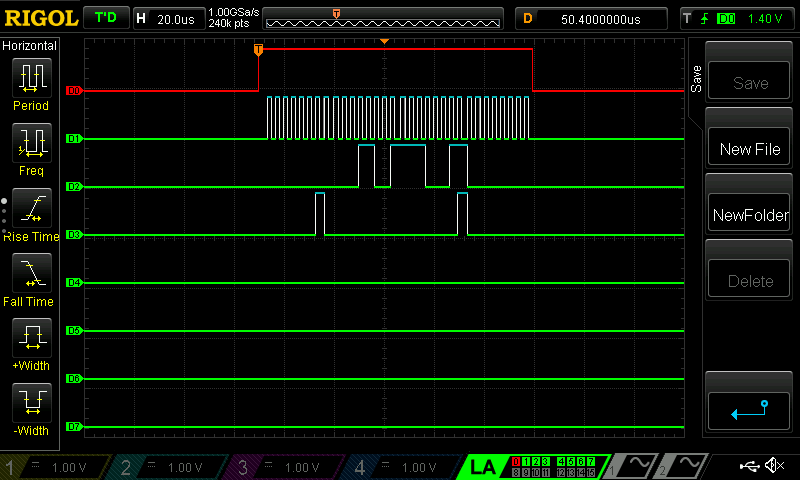 RIGOL T'D H 20.0us 1.00GSa/s 240k pts T D 50.4000000us T D0 1.40 V
Horizontal
Period
Freq
Rise Time
Fall Time
+Width
-Width
T
D0
D1
D2
D3
D4
D5
D6
D7
Save
Save
New File
NewFolder
Delete
1 = 1.00 V 2 = 1.00 V 3 = 1.00 V 4 = 1.00 V LA 0 1 2 3 4 5 6 7 1 2
8 9 10 11 12 13 14 15